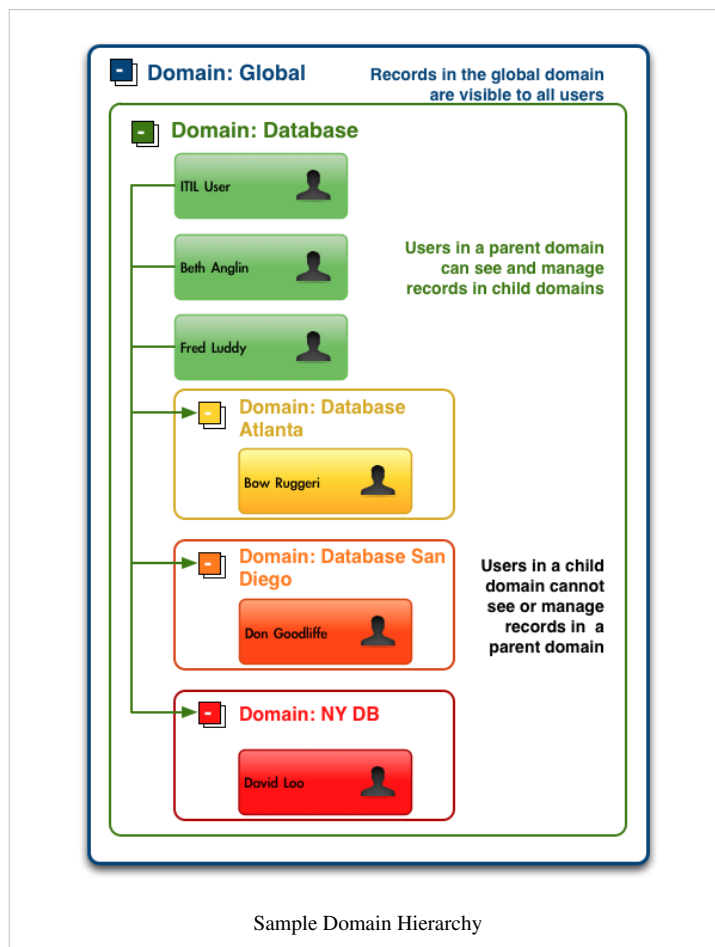 Domain: Global
Records in the global domain
are visible to all users
Domain: Database
ITIL User
Beth Anglin
Users in a parent domain
can see and manage
records in child domains
Fred Luddy
Domain: Database
Atlanta
Bow Ruggeri
Domain: Database San
Diego
Don Goodliffe
Users in a child
domain cannot
see or manage
records in a
parent domain
Domain: NY DB
David Loo
Sample Domain Hierarchy